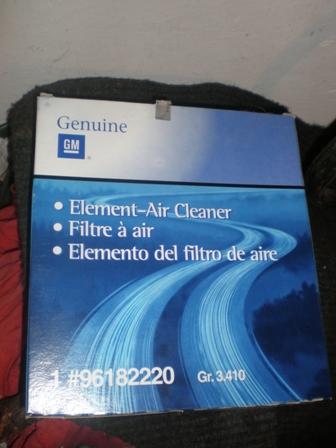 Genuine
GM
• Element-Air Cleaner
• Filtre à air
• Elemento del filtro de aire
1 #96182220 Gr. 3.410